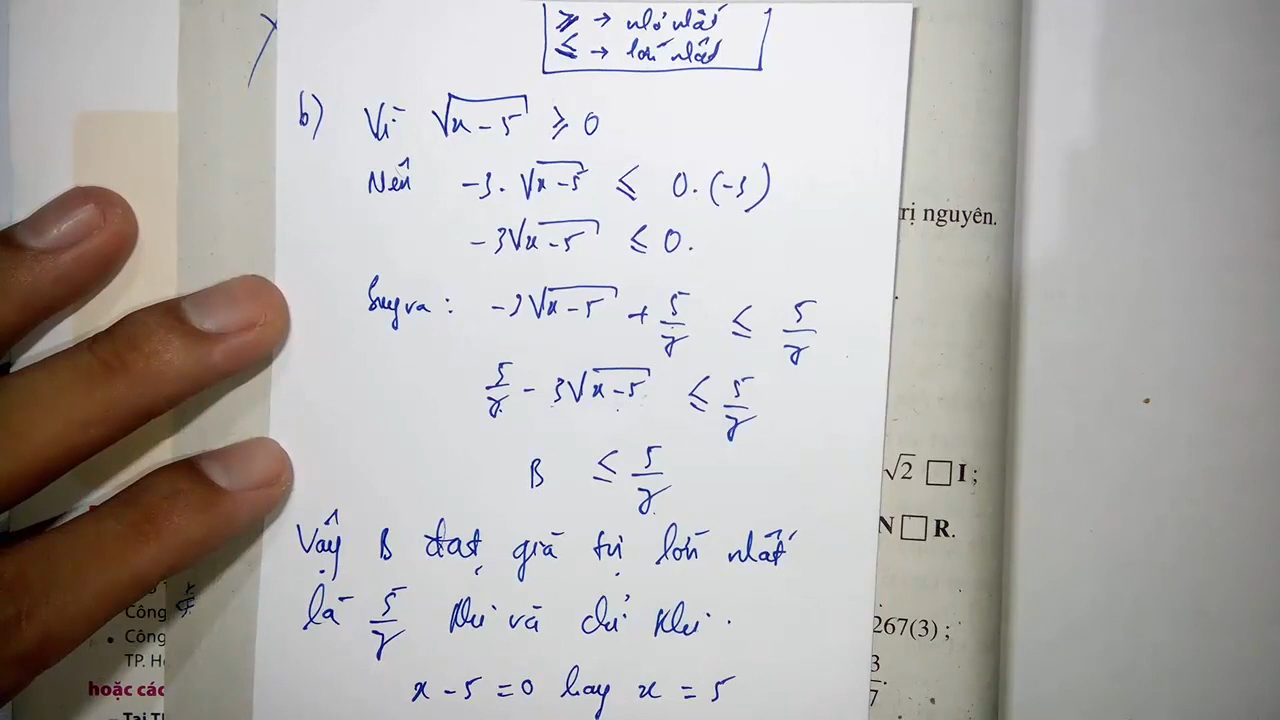 ≥ → nhỏ nhất
≤ → lớn nhất
b) Vì √(x-5) ≥ 0
Nên -3.√(x-5) ≤ 0.(-3)
-3√(x-5) ≤ 0.
Suy ra: -3√(x-5) + 5/7 ≤ 5/7
5/7 - 3√(x-5) ≤ 5/7
B ≤ 5/7
Vậy B đạt giá trị lớn nhất
là 5/7 khi và chỉ khi.
x-5=0 hay x=5
rị nguyên.
√2 □ I;
N □ R.
267(3);
3/7.
Công
• Công
TP. H
hoặc các